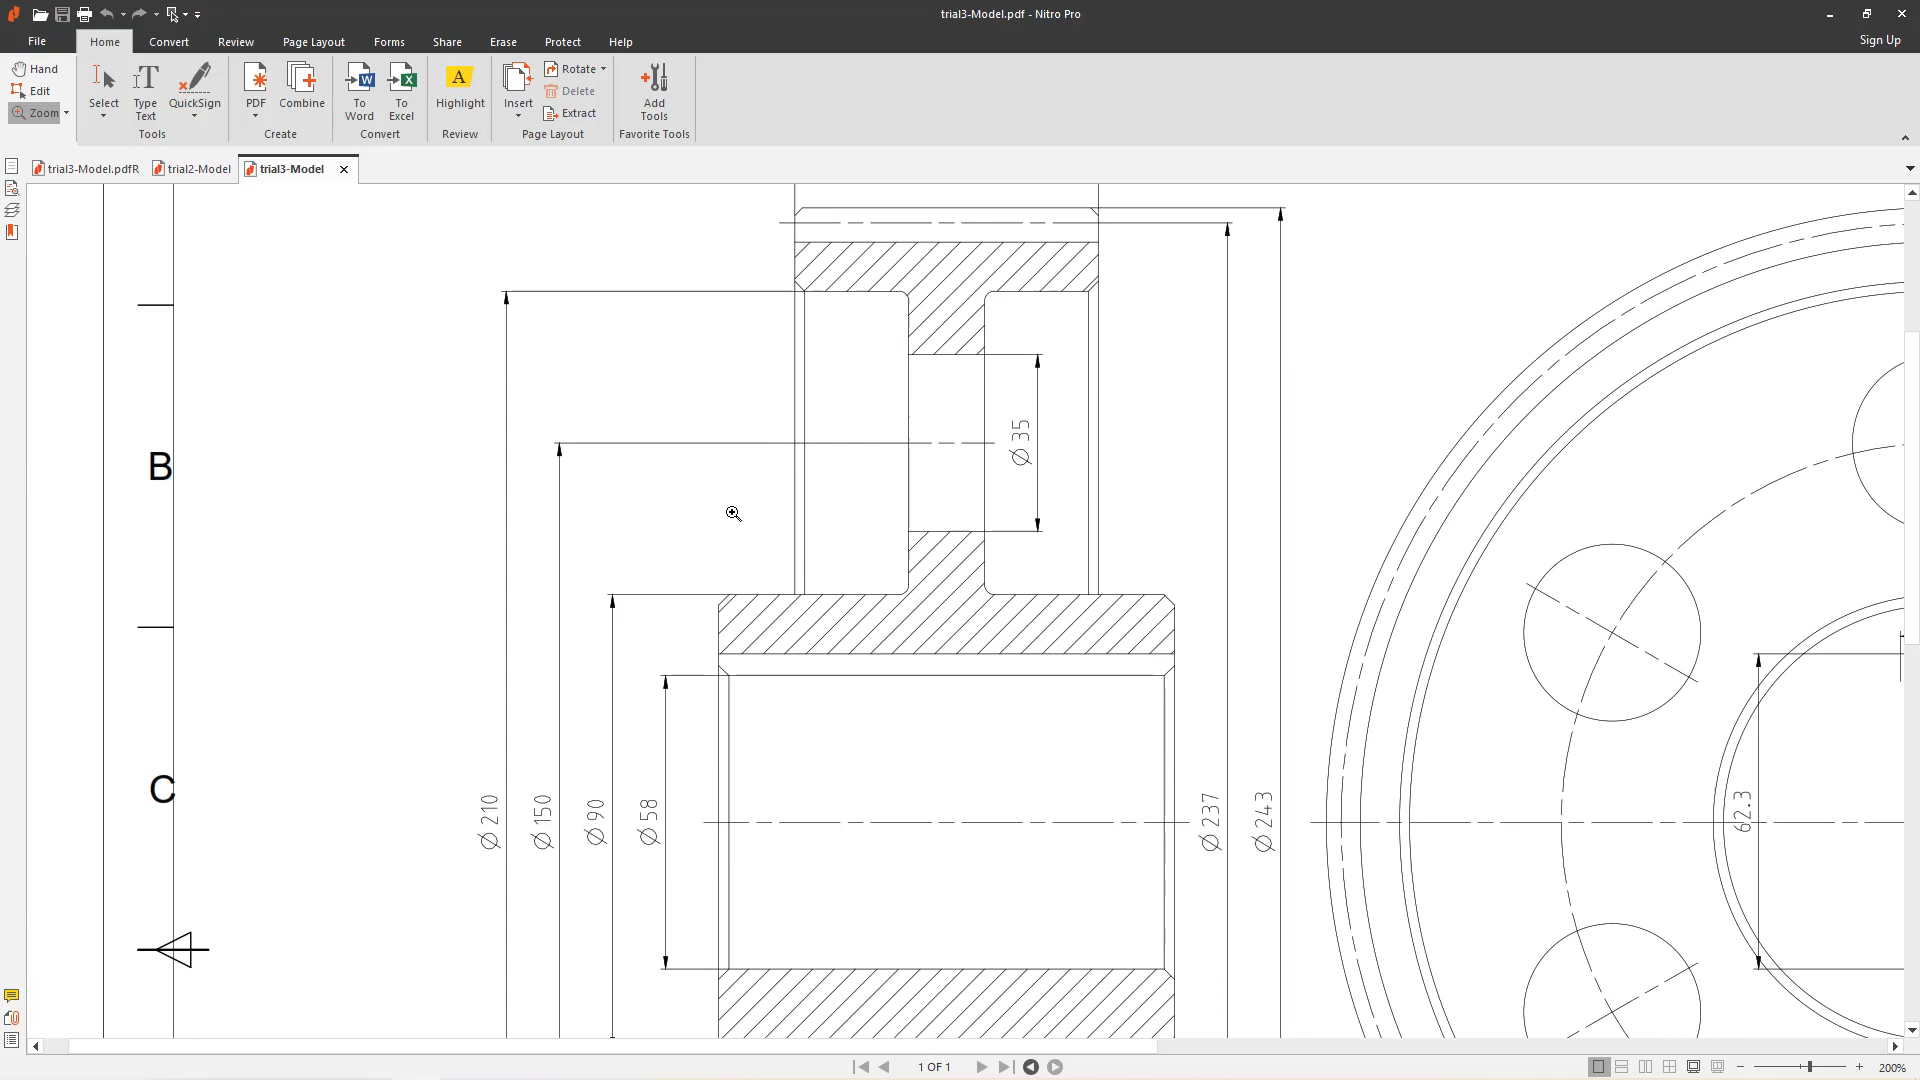 trial3-Model.pdf - Nitro Pro
File Home Convert Review Page Layout Forms Share Erase Protect Help Sign Up
Hand
Edit
Zoom
Select
Type Text
QuickSign
Tools
PDF
Combine
Create
To Word
To Excel
Convert
Highlight
Review
Insert
Rotate
Delete
Extract
Page Layout
Add Tools
Favorite Tools
trial3-Model.pdfR trial2-Model trial3-Model
B
C
Ø 35
Ø 210
Ø 150
Ø 90
Ø 58
Ø 237
Ø 243
62.3
1 OF 1
200%